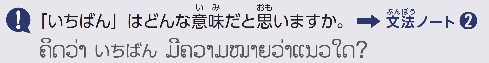 「いちばん」はどんな意味だと思いますか。 ➡ 文法ノート❷
ຄິດວ່າ いちばん ມີຄວາມໝາຍວ່າແນວໃດ?